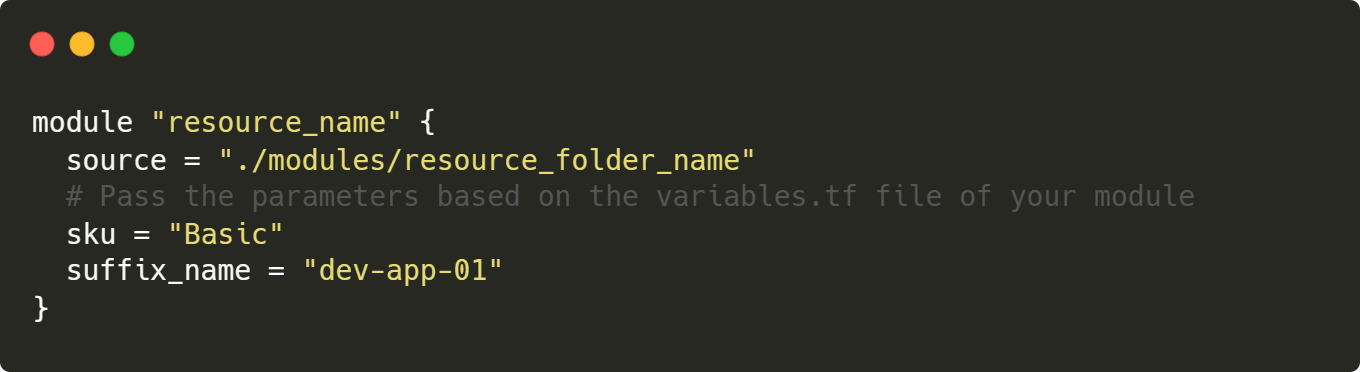 module "resource_name" {
  source = "./modules/resource_folder_name"
  # Pass the parameters based on the variables.tf file of your module
  sku = "Basic"
  suffix_name = "dev-app-01"
}